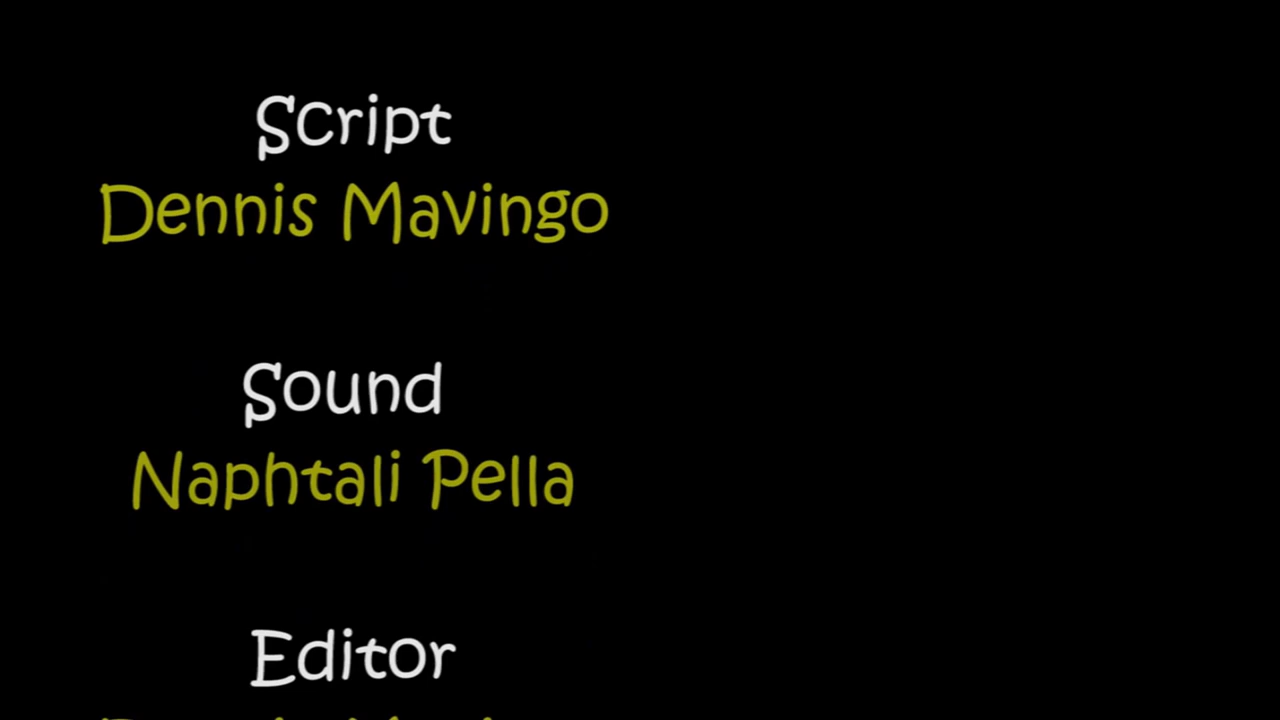 Script
Dennis Mavingo
Sound
Naphtali Pella
Editor